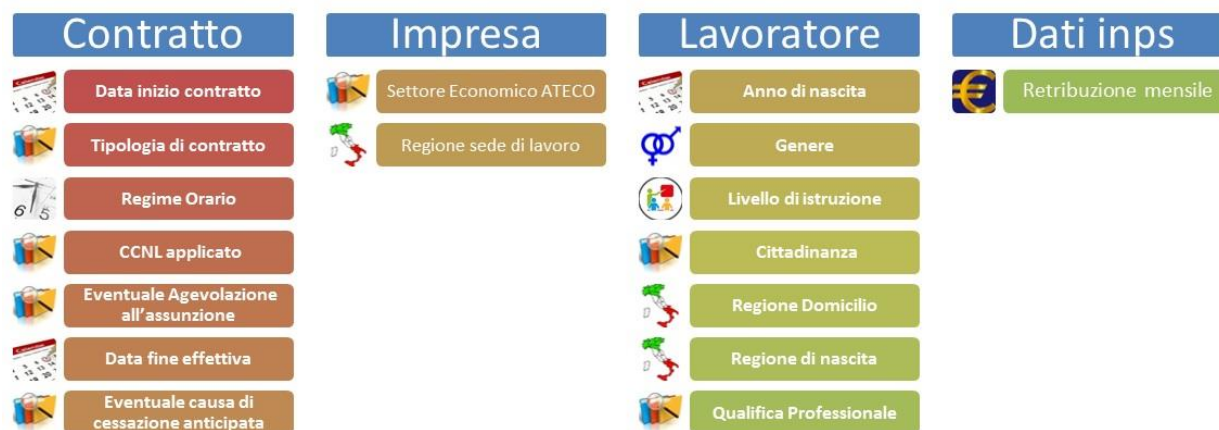 Contratto
Data inizio contratto
Tipologia di contratto
Regime Orario
CCNL applicato
Eventuale Agevolazione
all’assunzione
Data fine effettiva
Eventuale causa di
cessazione anticipata
Impresa
Settore Economico ATECO
Regione sede di lavoro
Lavoratore
Anno di nascita
Genere
Livello di istruzione
Cittadinanza
Regione Domicilio
Regione di nascita
Qualifica Professionale
Dati inps
Retribuzione mensile